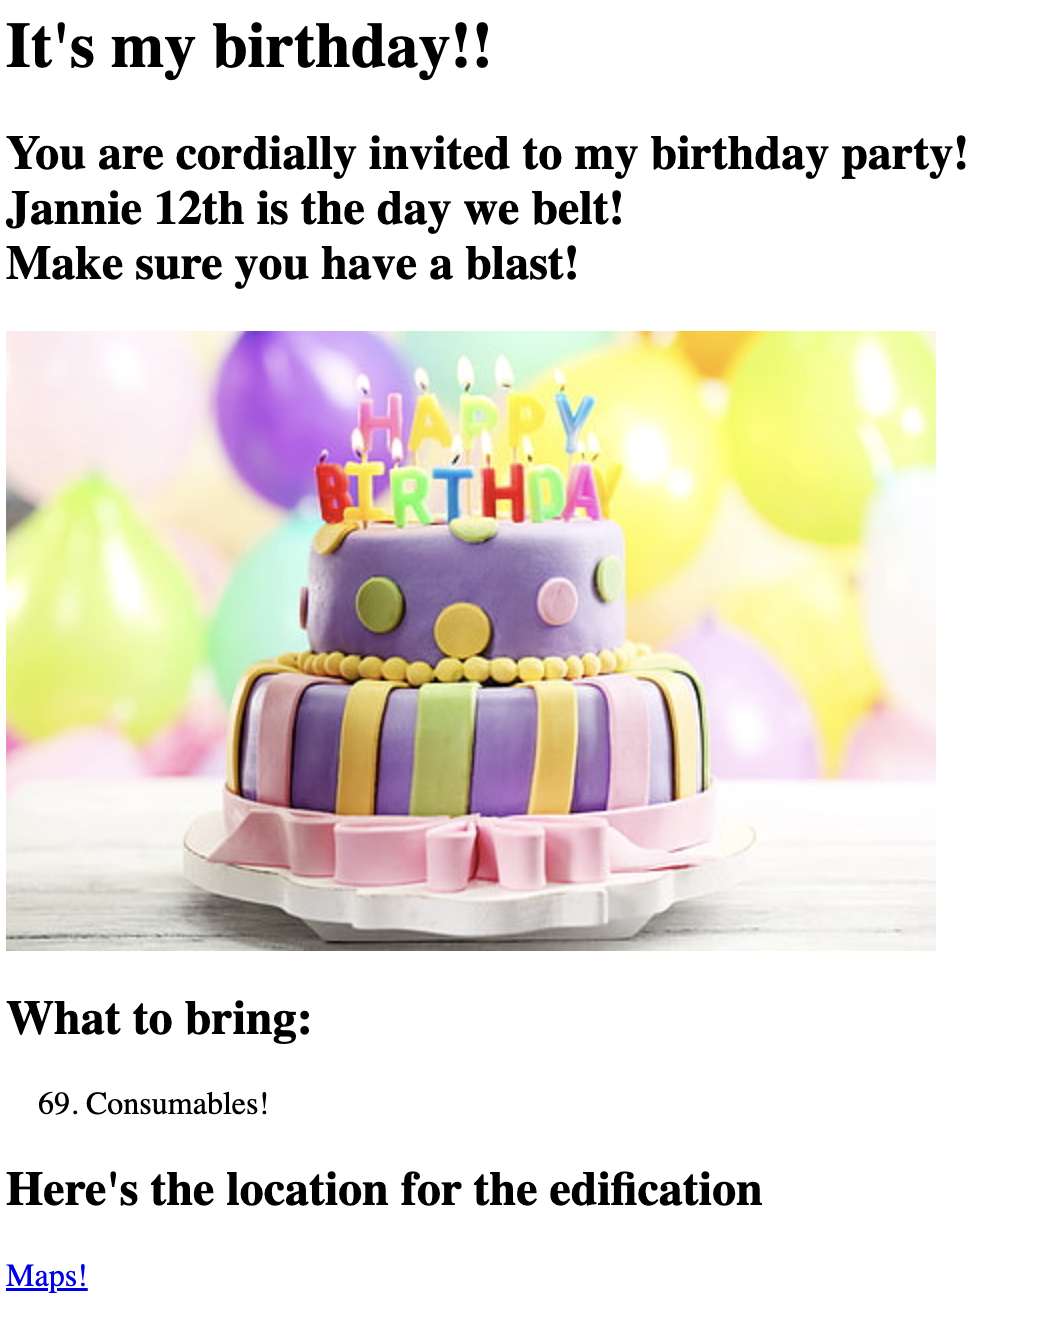 It's my birthday!!
You are cordially invited to my birthday party!
Jannie 12th is the day we belt!
Make sure you have a blast!
HAPPY
BIRTHDAY
What to bring:
69. Consumables!
Here's the location for the edification
Maps!